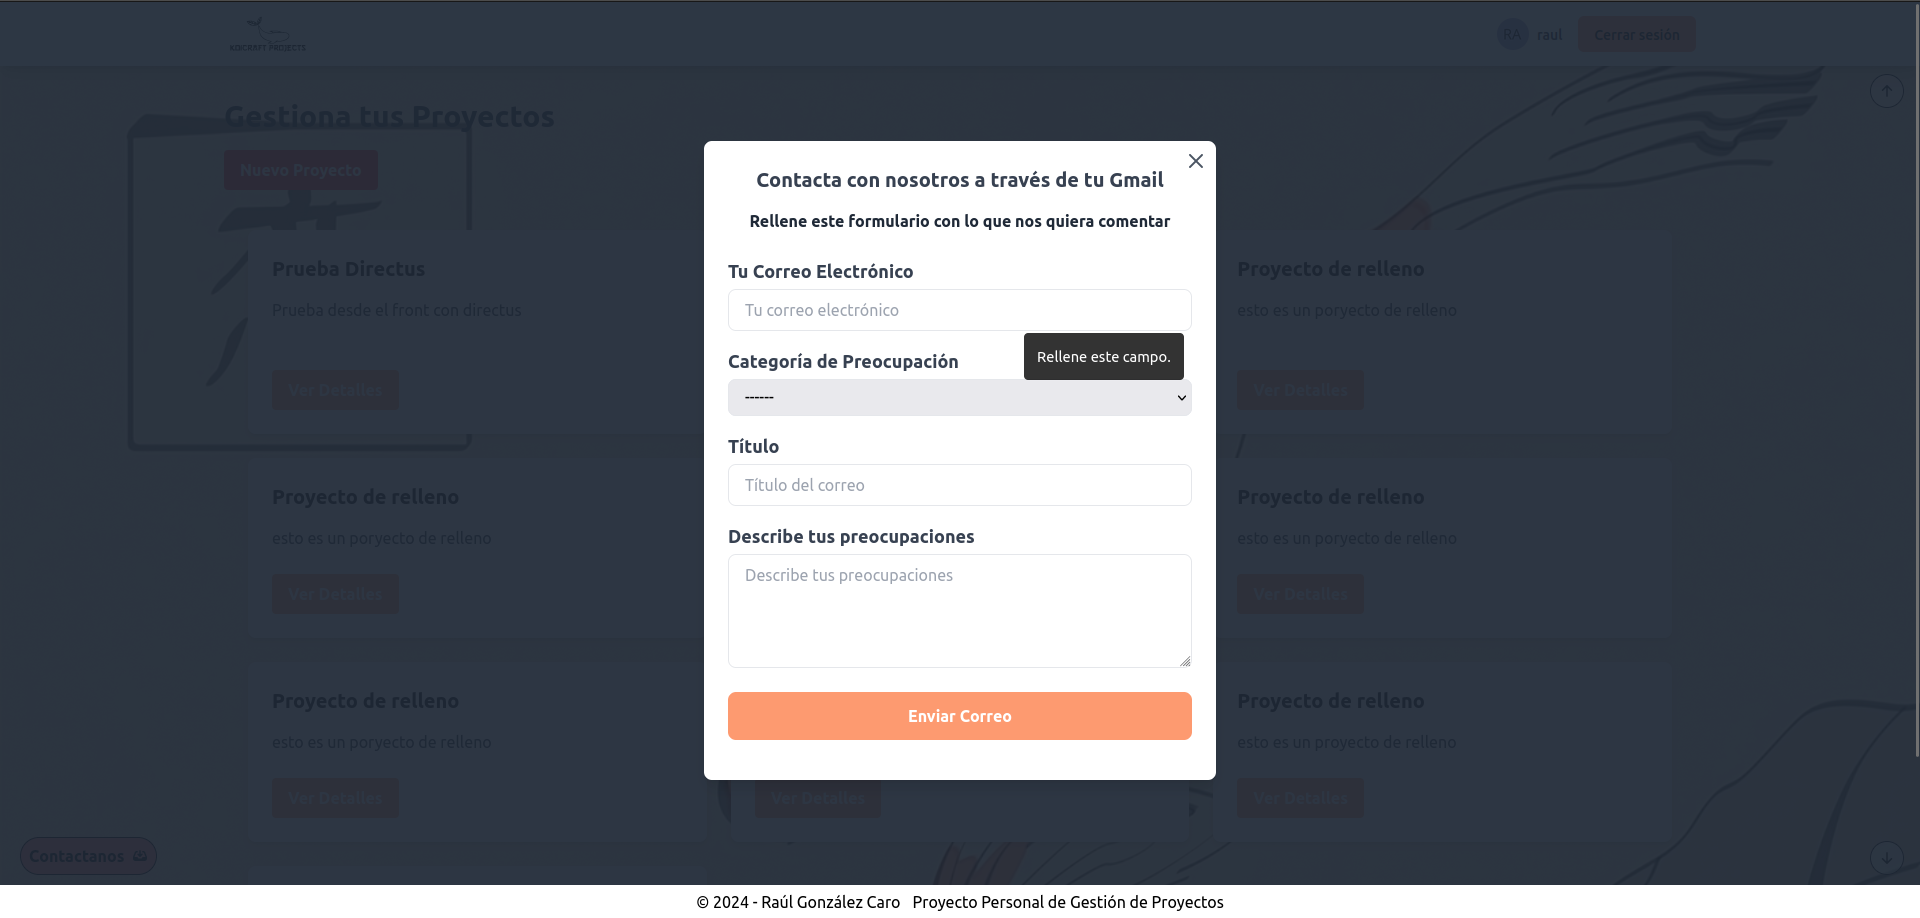 KOICRAFT PROJECTS
RA raul Cerrar sesión
Gestiona tus Proyectos
Nuevo Proyecto
Contacta con nosotros a través de tu Gmail
Rellene este formulario con lo que nos quiera comentar
Tu Correo Electrónico
Tu correo electrónico
Rellene este campo.
Categoría de Preocupación
------
Título
Título del correo
Describe tus preocupaciones
Describe tus preocupaciones
Enviar Correo
Prueba Directus
Prueba desde el front con directus
Ver Detalles
Proyecto de relleno
esto es un poryecto de relleno
Ver Detalles
Proyecto de relleno
esto es un poryecto de relleno
Ver Detalles
Proyecto de relleno
esto es un poryecto de relleno
Ver Detalles
Proyecto de relleno
esto es un poryecto de relleno
Ver Detalles
Ver Detalles
Proyecto de relleno
esto es un proyecto de relleno
Ver Detalles
Contactanos
© 2024 - Raúl González Caro Proyecto Personal de Gestión de Proyectos